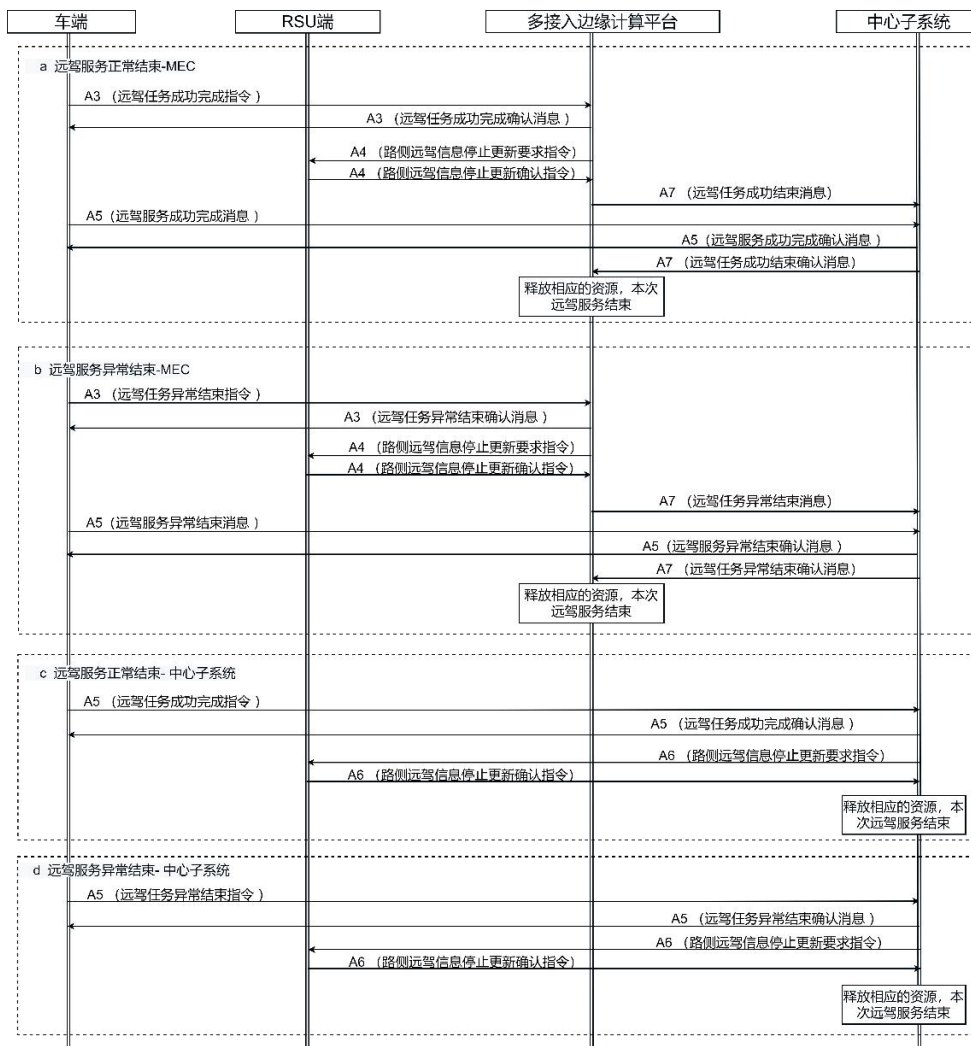 车端
RSU端
多接入边缘计算平台
中心子系统
a 远驾服务正常结束-MEC
A3 （远驾任务成功完成指令）
A3 （远驾任务成功完成确认消息）
A4 （路侧远驾信息停止更新要求指令）
A4 （路侧远驾信息停止更新确认指令）
A7 （远驾任务成功结束消息）
A5（远驾服务成功完成消息）
A5（远驾服务成功完成确认消息）
A7 （远驾任务成功结束确认消息）
释放相应的资源，本次
远驾服务结束
b 远驾服务异常结束-MEC
A3 （远驾任务异常结束指令）
A3 （远驾任务异常结束确认消息）
A4 （路侧远驾信息停止更新要求指令）
A4 （路侧远驾信息停止更新确认指令）
A7 （远驾任务异常结束消息）
A5（远驾服务异常结束消息）
A5（远驾服务异常结束确认消息）
A7 （远驾任务异常结束确认消息）
释放相应的资源，本次
远驾服务结束
c 远驾服务正常结束- 中心子系统
A5 （远驾任务成功完成指令）
A5 （远驾任务成功完成确认消息）
A6 （路侧远驾信息停止更新要求指令）
A6 （路侧远驾信息停止更新确认指令）
释放相应的资源，本
次远驾服务结束
d 远驾服务异常结束- 中心子系统
A5 （远驾任务异常结束指令）
A5 （远驾任务异常结束确认消息）
A6 （路侧远驾信息停止更新要求指令）
A6 （路侧远驾信息停止更新确认指令）
释放相应的资源，本
次远驾服务结束